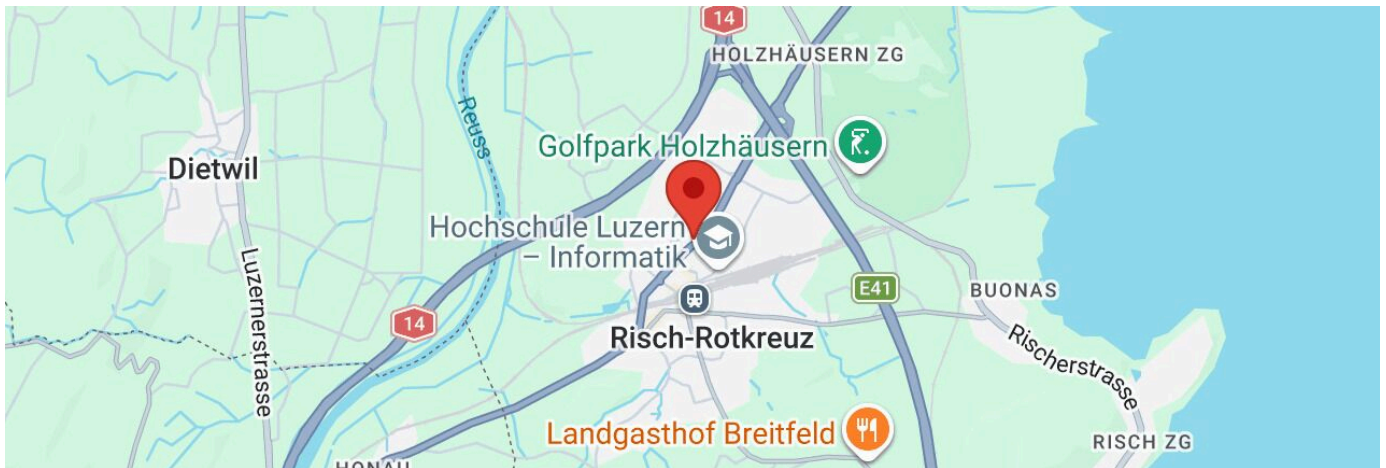 14
HOLZHÄUSERN ZG
Reuss
Golfpark Holzhäusern
Dietwil
Hochschule Luzern
– Informatik
Luzernerstrasse
E41
BUONAS
14
Risch-Rotkreuz
Rischerstrasse
Landgasthof Breitfeld
RISCH ZG
HONAU